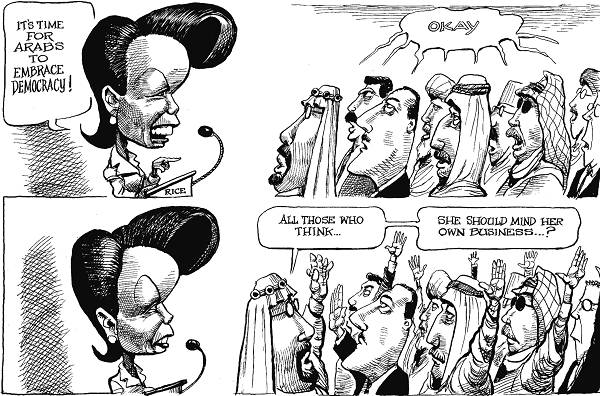 IT'S TIME
FOR
ARABS
TO
EMBRACE
DEMOCRACY!
RICE
OKAY
ALL THOSE WHO
THINK...
SHE SHOULD MIND HER
OWN BUSINESS...?